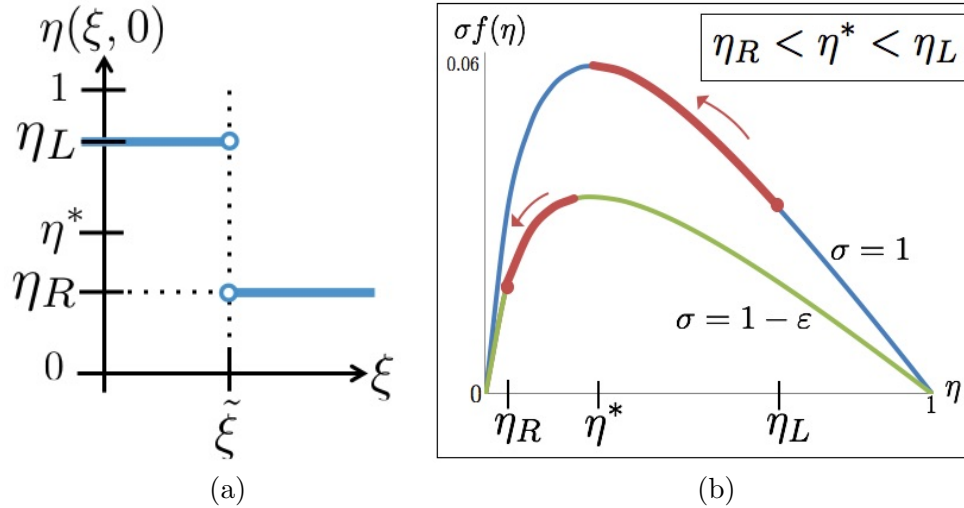 η(ξ, 0)
1
η_L
η*
η_R
0
ξ
ξ̃
(a)
σf(η)
0.06
η_R < η* < η_L
σ = 1
σ = 1 − ε
0
η_R
η*
η_L
1
η
(b)